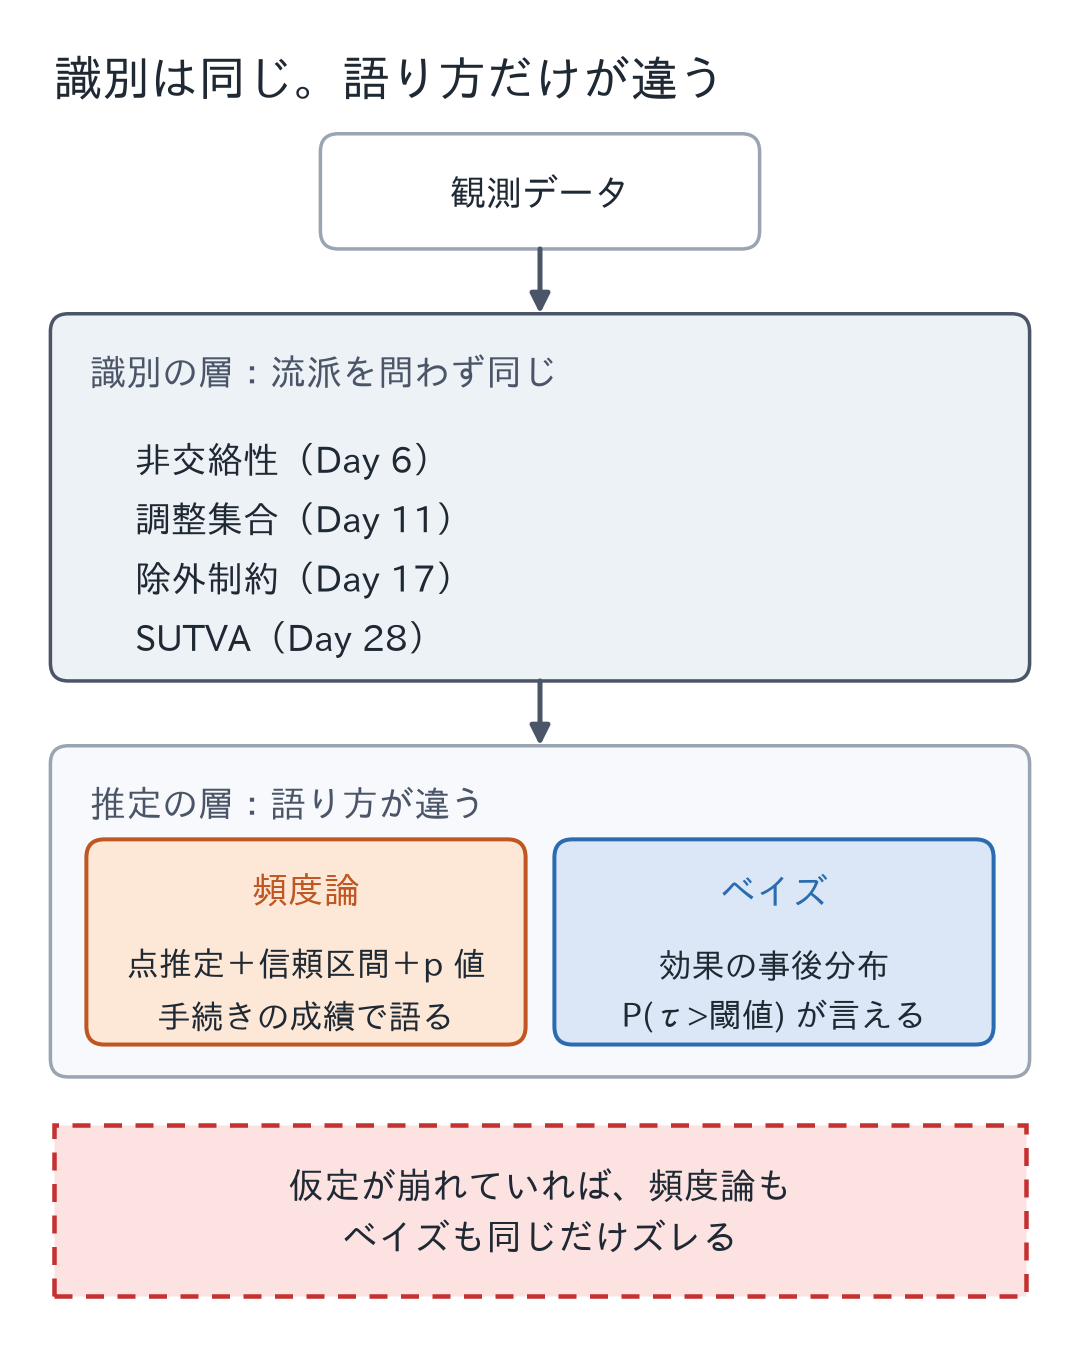 識別は同じ。語り方だけが違う
観測データ
識別の層：流派を問わず同じ
非交絡性（Day 6）
調整集合（Day 11）
除外制約（Day 17）
SUTVA（Day 28）
推定の層：語り方が違う
頻度論
点推定＋信頼区間＋p 値
手続きの成績で語る
ベイズ
効果の事後分布
P(τ>閾値) が言える
仮定が崩れていれば、頻度論も
ベイズも同じだけズレる